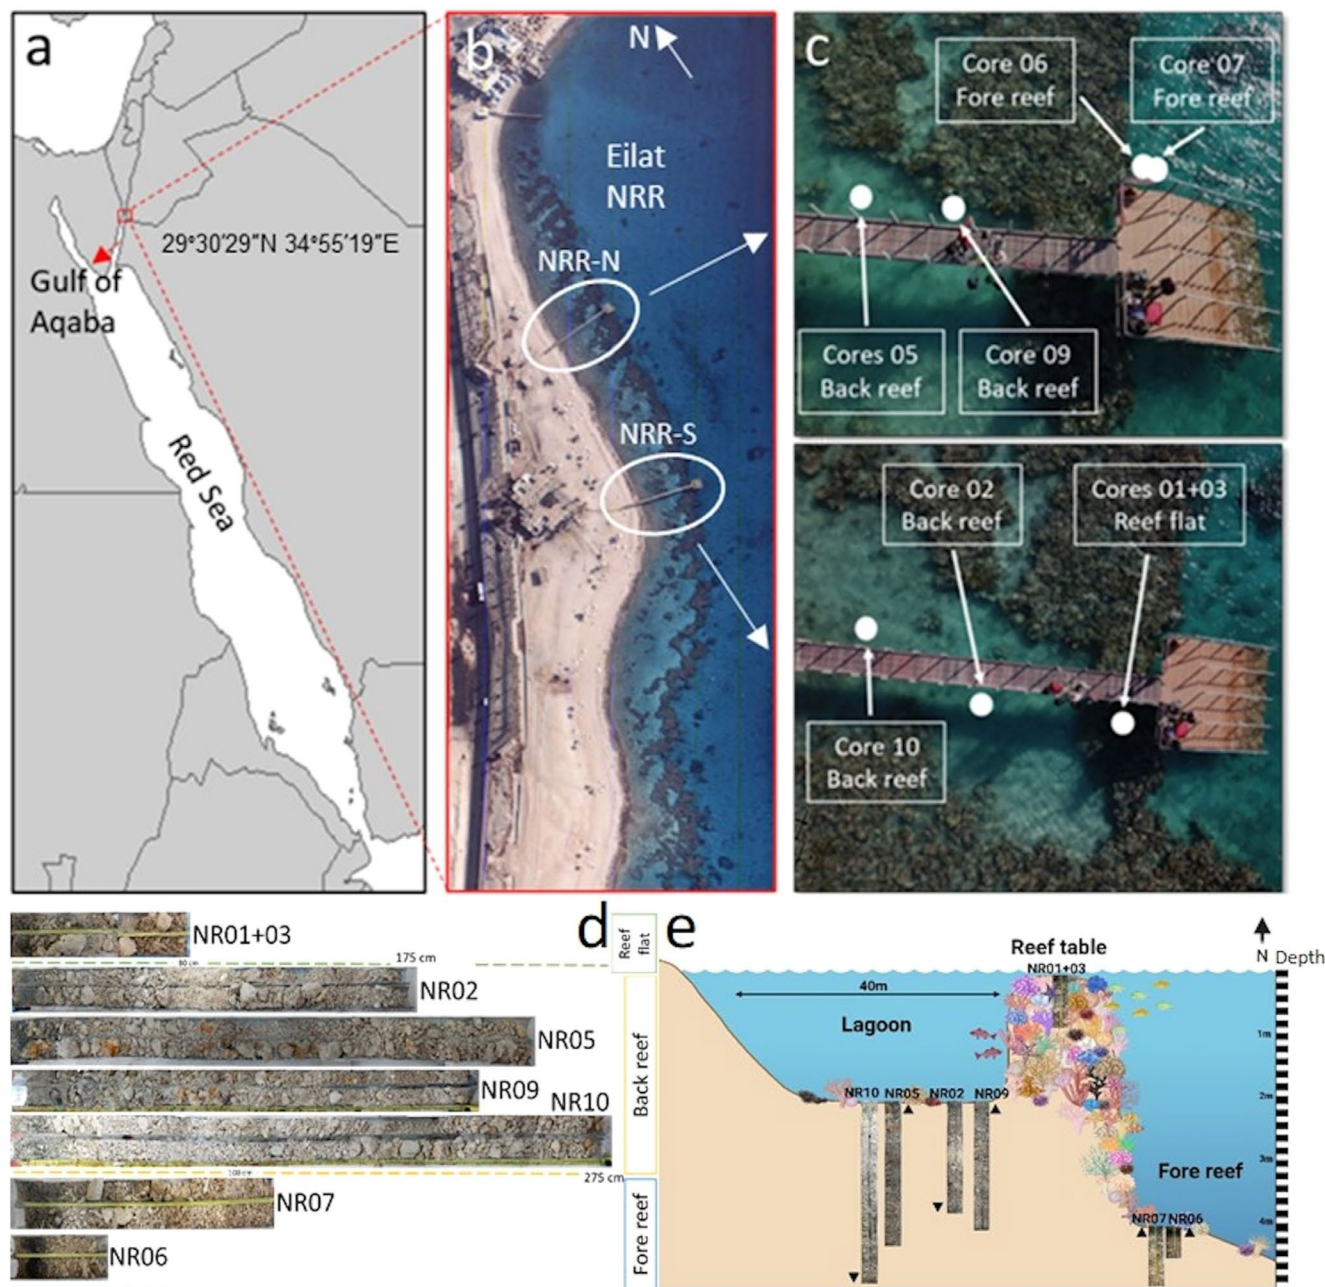 a
29°30′29″N 34°55′19″E
Gulf of
Aqaba
Red Sea
b
N
Eilat
NRR
NRR-N
NRR-S
c
Core 06
Fore reef
Core 07
Fore reef
Cores 05
Back reef
Core 09
Back reef
Core 02
Back reef
Cores 01+03
Reef flat
Core 10
Back reef
d
NR01+03
Reef
flat
80 cm
175 cm
NR02
NR05
NR09
NR10
Back reef
100 cm
275 cm
NR07
NR06
Fore reef
e
N
Depth
Reef table
NR01+03
40m
Lagoon
1m
2m
3m
4m
NR10
NR05
NR02
NR09
Fore reef
NR07
NR06